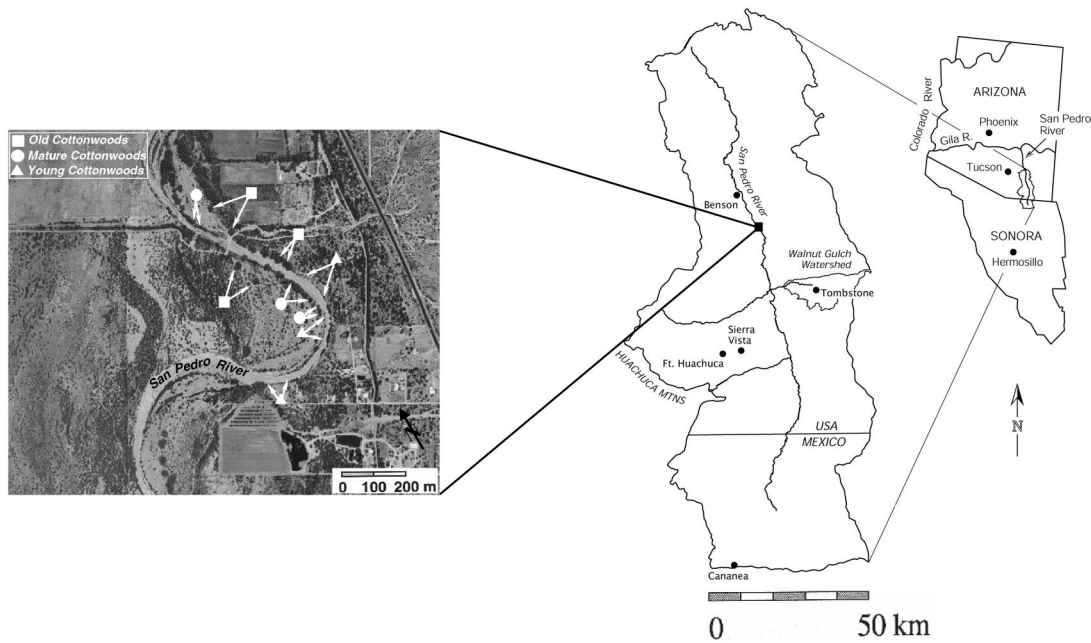 Old Cottonwoods
Mature Cottonwoods
Young Cottonwoods
San Pedro River
0 100 200 m
San Pedro River
Benson
Walnut Gulch
Watershed
Tombstone
Sierra
Vista
Ft. Huachuca
HUACHUCA MTNS
USA
MEXICO
Cananea
0 50 km
Colorado River
ARIZONA
Phoenix
San Pedro
River
Gila R.
Tucson
SONORA
Hermosillo
N